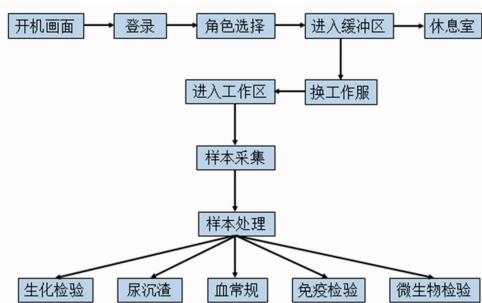 开机画面
登录
角色选择
进入缓冲区
休息室
进入工作区
换工作服
样本采集
样本处理
生化检验
尿沉渣
血常规
免疫检验
微生物检验